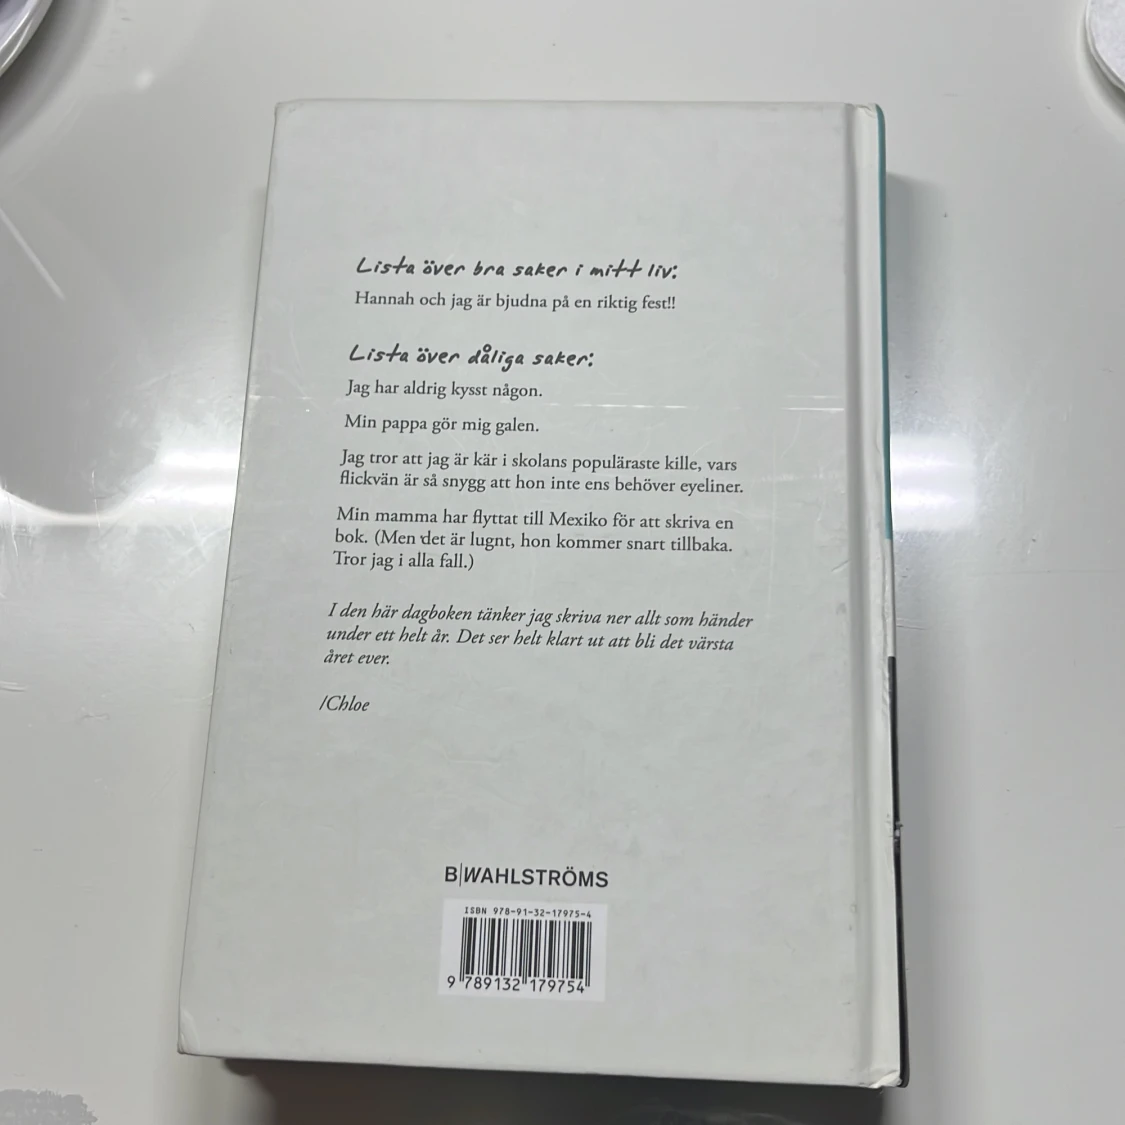 Lista över bra saker i mitt liv:
Hannah och jag är bjudna på en riktig fest!!
Lista över dåliga saker:
Jag har aldrig kysst någon.
Min pappa gör mig galen.
Jag tror att jag är kär i skolans populäraste kille, vars
flickvän är så snygg att hon inte ens behöver eyeliner.
Min mamma har flyttat till Mexiko för att skriva en
bok. (Men det är lugnt, hon kommer snart tillbaka.
Tror jag i alla fall.)
I den här dagboken tänker jag skriva ner allt som händer
under ett helt år. Det ser helt klart ut att bli det värsta
året ever.
/Chloe
B|WAHLSTRÖMS
ISBN 978-91-32-17975-4
9 789132 179754